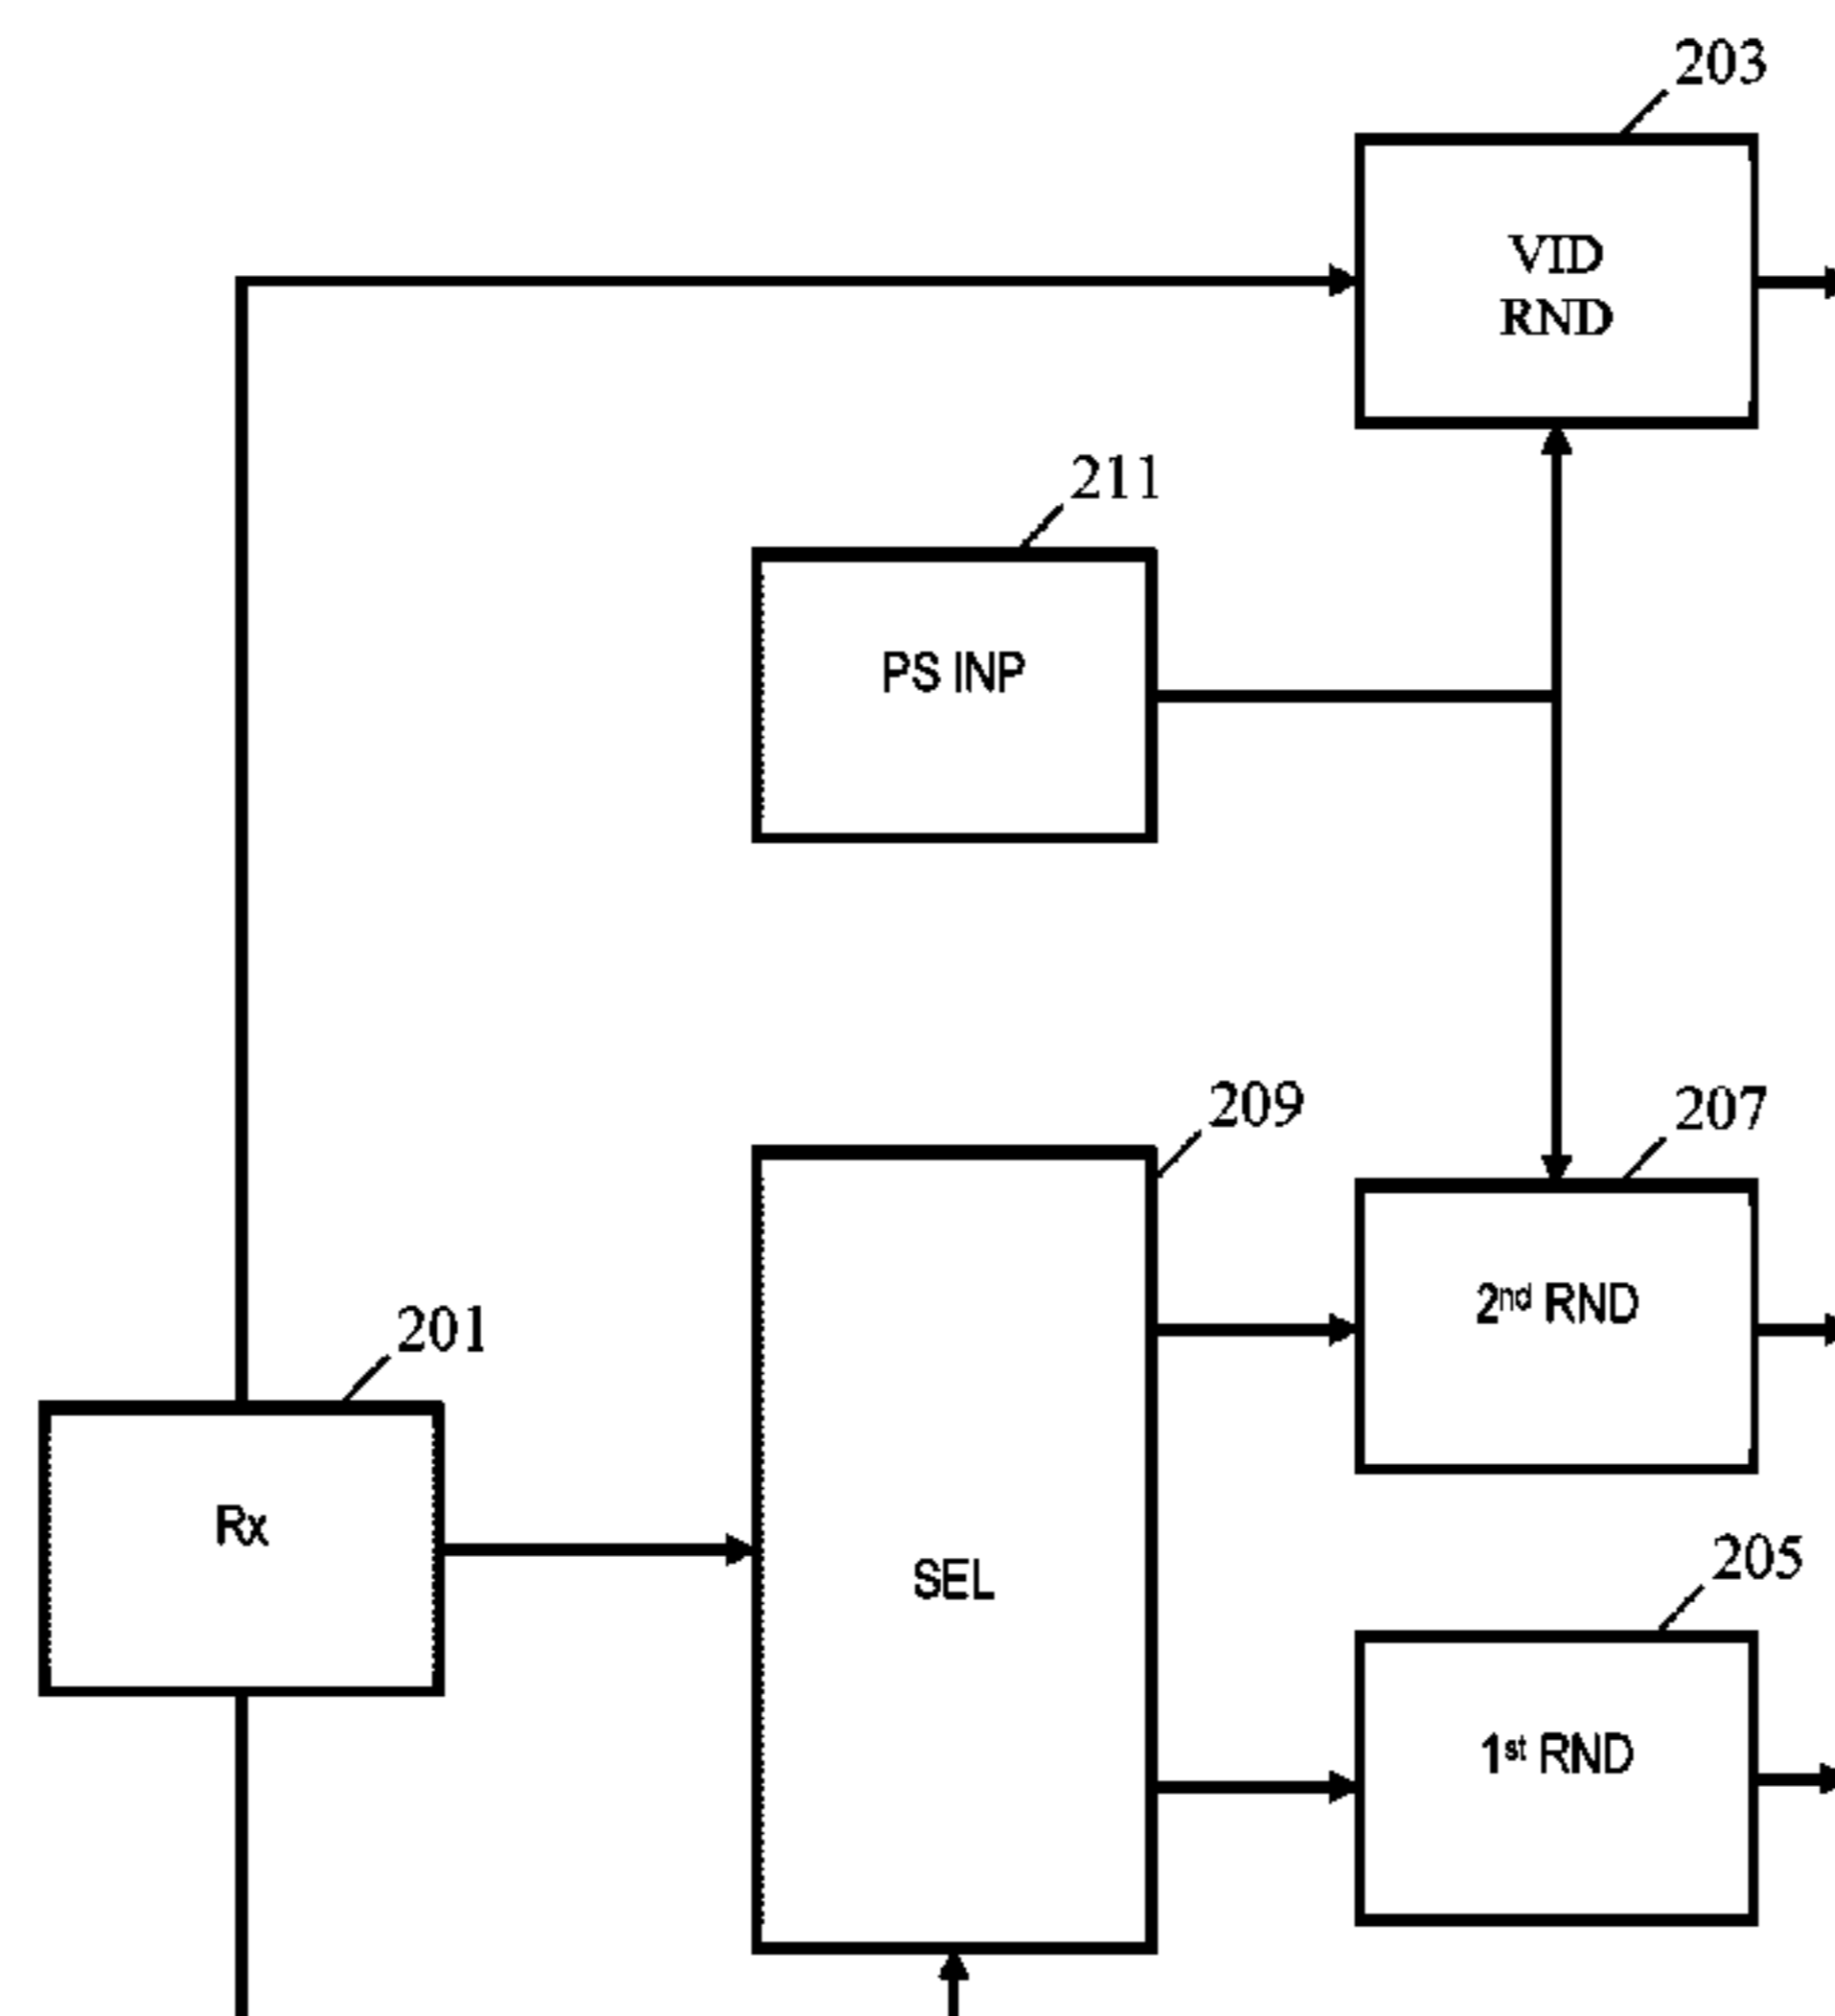 203
VID
RND
211
PS INP
209
207
2nd RND
201
Rx
SEL
205
1st RND